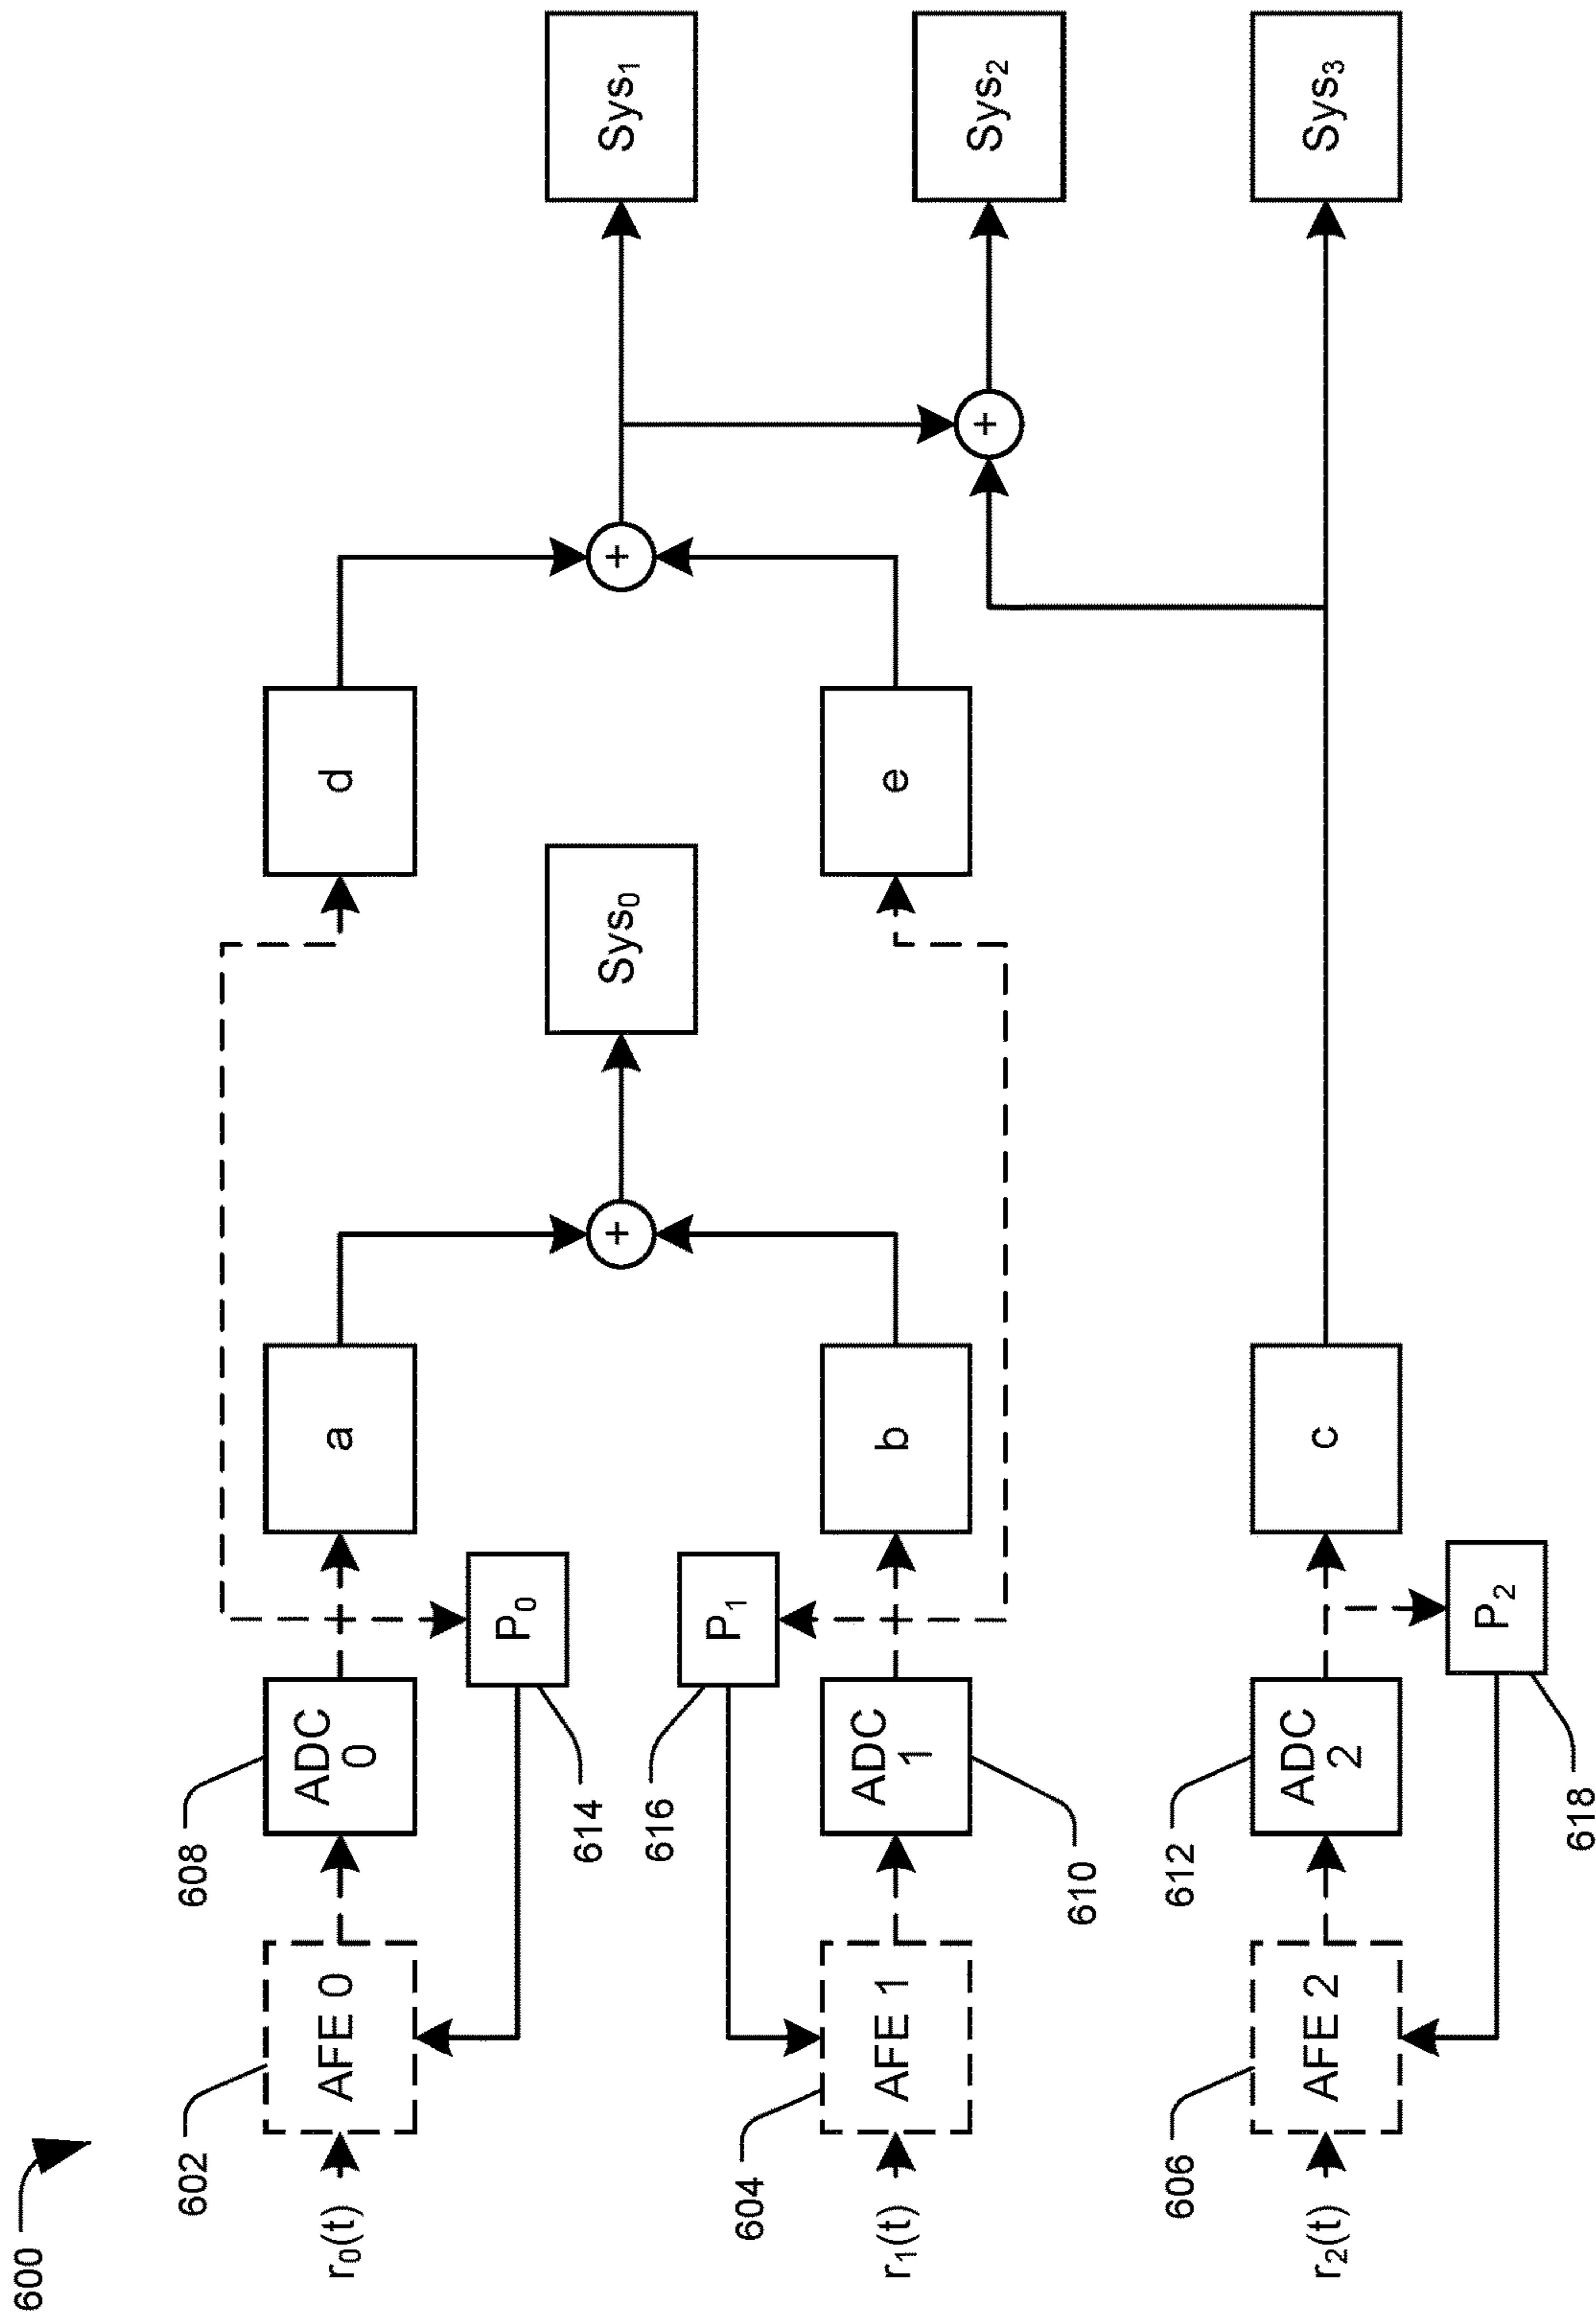 600
r₀(t)
602
AFE 0
608
ADC
0
P₀
614
a
d
+
+
Sys₀
Sys₁
r₁(t)
604
AFE 1
616
P₁
ADC
1
610
b
e
+
Sys₂
r₂(t)
606
AFE 2
612
ADC
2
P₂
618
c
Sys₃